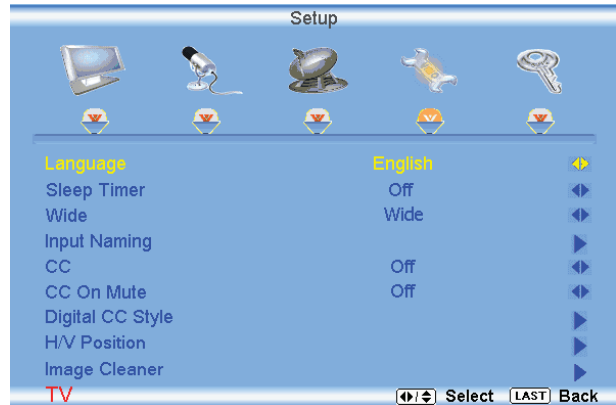 Setup
Language English
Sleep Timer Off
Wide Wide
Input Naming
CC Off
CC On Mute Off
Digital CC Style
H/V Position
Image Cleaner
TV Select LAST Back